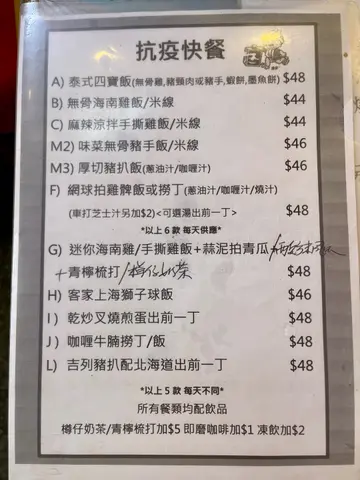 抗疫快餐
A) 泰式四寶飯(無骨雞,豬頸肉或豬手,蝦餅,墨魚餅) $48
B) 無骨海南雞飯/米線 $44
C) 麻辣涼拌手撕雞飯/米線 $44
M2) 味菜無骨豬手飯/米線 $46
M3) 厚切豬扒飯(蔥油汁/咖喱汁) $46
F) 網球拍雞髀飯或撈丁(蔥油汁/咖喱汁/燒汁)
(車打芝士汁另加$2)<可選湯出前一丁> $48
*以上6款 每天供應*
G) 迷你海南雞/手撕雞飯+蒜泥拍青瓜
+青檸梳打/樽仔奶茶 $48
H) 客家上海獅子球飯 $46
I) 乾炒叉燒煎蛋出前一丁 $48
J) 咖喱牛腩撈丁/飯 $48
L) 吉列豬扒配北海道出前一丁 $48
*以上5款 每天不同*
所有餐類均配飲品
樽仔奶茶/青檸梳打加$5 即磨咖啡加$1 凍飲加$2